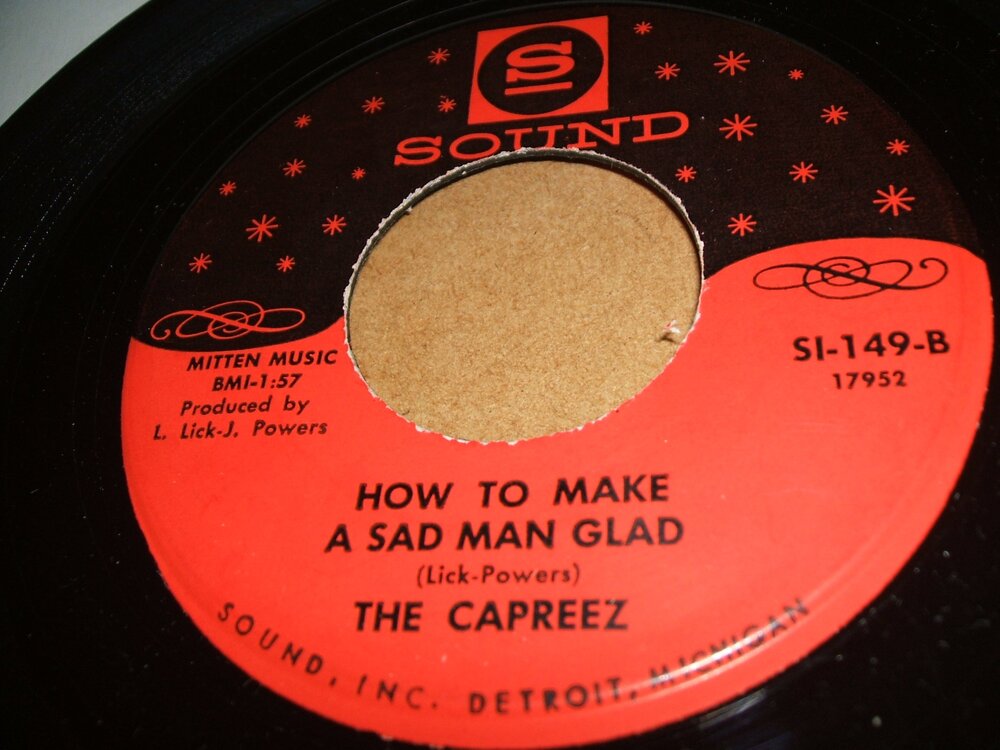 S
SOUND
MITTEN MUSIC
BMI-1:57
Produced by
L. Lick-J. Powers
SI-149-B
17952
HOW TO MAKE
A SAD MAN GLAD
(Lick-Powers)
THE CAPREEZ
SOUND, INC. DETROIT, MICHIGAN